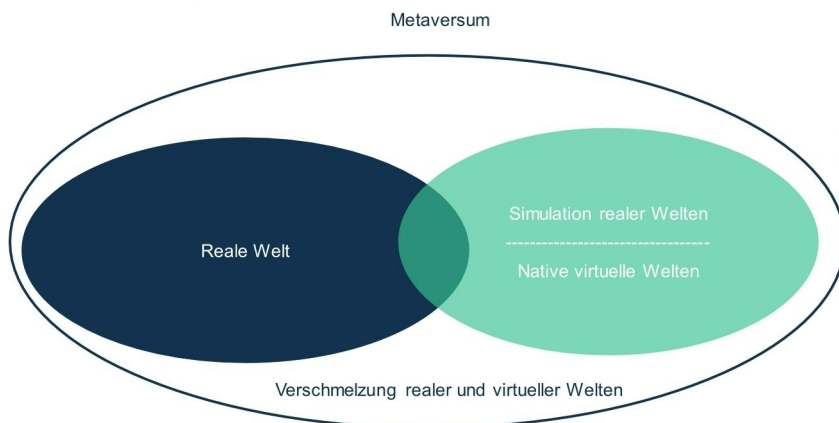 Metaversum
Simulation realer Welten
Reale Welt
-----------------------------------
Native virtuelle Welten
Verschmelzung realer und virtueller Welten